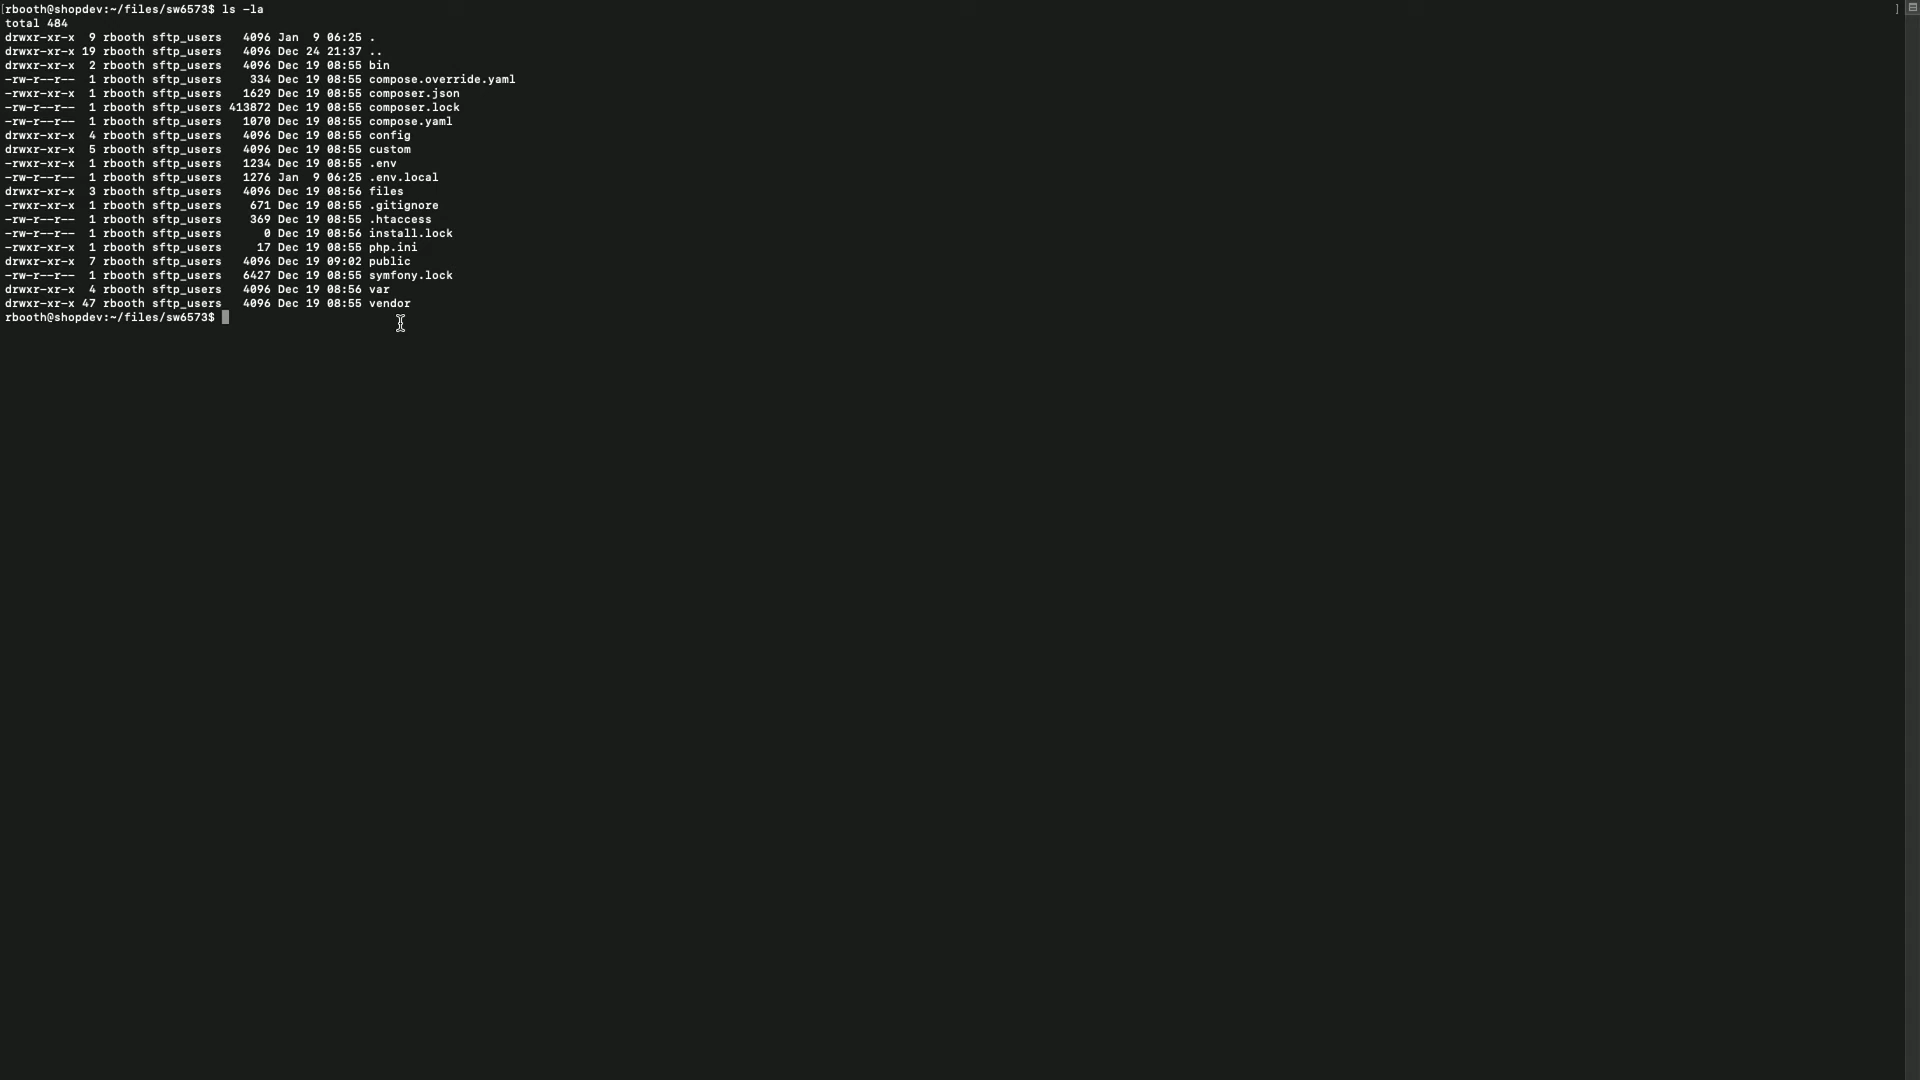 [rbooth@shopdev:~/files/sw6573$ ls -la ]
total 484
drwxr-xr-x  9 rbooth sftp_users   4096 Jan  9 06:25 .
drwxr-xr-x 19 rbooth sftp_users   4096 Dec 24 21:37 ..
drwxr-xr-x  2 rbooth sftp_users   4096 Dec 19 08:55 bin
-rw-r--r--  1 rbooth sftp_users    334 Dec 19 08:55 compose.override.yaml
-rwxr-xr-x  1 rbooth sftp_users   1629 Dec 19 08:55 composer.json
-rw-r--r--  1 rbooth sftp_users 413872 Dec 19 08:55 composer.lock
-rw-r--r--  1 rbooth sftp_users   1070 Dec 19 08:55 compose.yaml
drwxr-xr-x  4 rbooth sftp_users   4096 Dec 19 08:55 config
drwxr-xr-x  5 rbooth sftp_users   4096 Dec 19 08:55 custom
-rwxr-xr-x  1 rbooth sftp_users   1234 Dec 19 08:55 .env
-rw-r--r--  1 rbooth sftp_users   1276 Jan  9 06:25 .env.local
drwxr-xr-x  3 rbooth sftp_users   4096 Dec 19 08:56 files
-rwxr-xr-x  1 rbooth sftp_users    671 Dec 19 08:55 .gitignore
-rw-r--r--  1 rbooth sftp_users    369 Dec 19 08:55 .htaccess
-rw-r--r--  1 rbooth sftp_users      0 Dec 19 08:56 install.lock
-rwxr-xr-x  1 rbooth sftp_users     17 Dec 19 08:55 php.ini
drwxr-xr-x  7 rbooth sftp_users   4096 Dec 19 09:02 public
-rw-r--r--  1 rbooth sftp_users   6427 Dec 19 08:55 symfony.lock
drwxr-xr-x  4 rbooth sftp_users   4096 Dec 19 08:56 var
drwxr-xr-x 47 rbooth sftp_users   4096 Dec 19 08:55 vendor
rbooth@shopdev:~/files/sw6573$